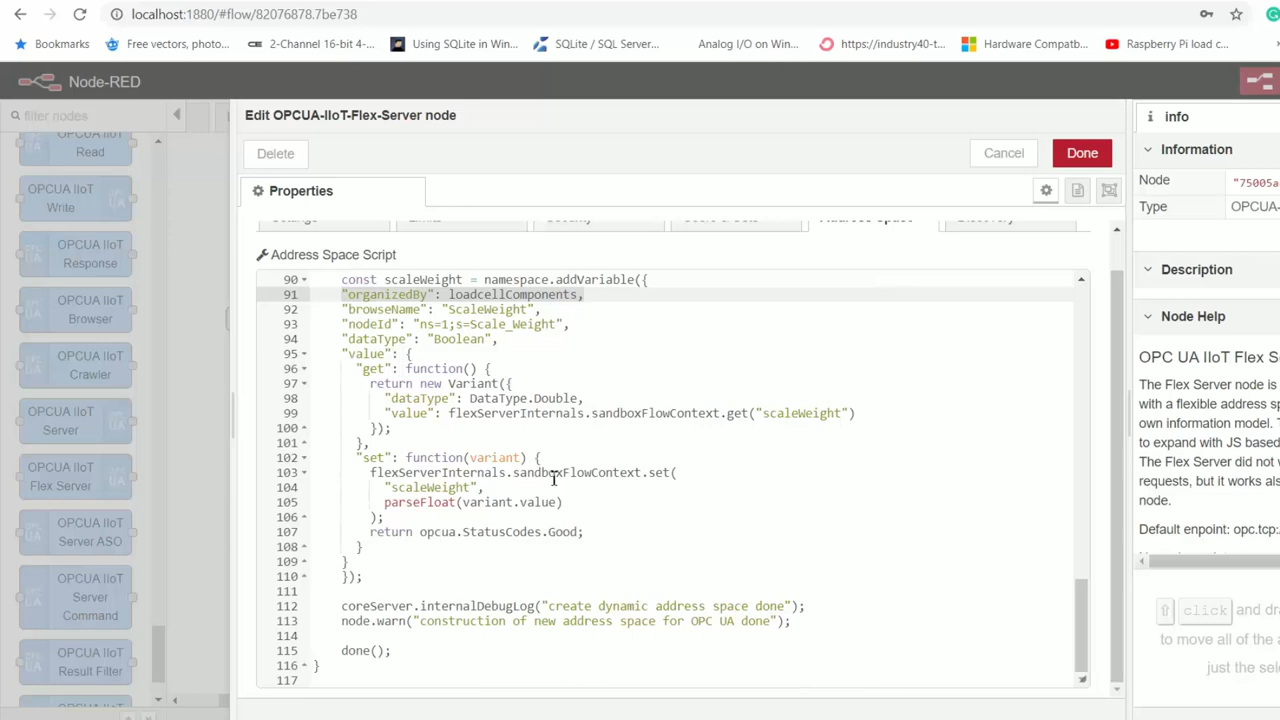 localhost:1880/#flow/82076878.7be738
Bookmarks
Free vectors, photo...
2-Channel 16-bit 4-...
Using SQLite in Win...
SQLite / SQL Server...
Analog I/O on Win...
https://industry40-t...
Hardware Compatb...
Raspberry Pi load c...
Node-RED
filter nodes
OPCUA IIoT
Read
OPCUA IIoT
Write
OPCUA IIoT
Response
OPCUA IIoT
Browser
OPCUA IIoT
Crawler
OPCUA IIoT
Server
OPCUA IIoT
Flex Server
OPCUA IIoT
Server ASO
OPCUA IIoT
Server
Command
OPCUA IIoT
Result Filter
Edit OPCUA-IIoT-Flex-Server node
Delete
Cancel
Done
Properties
Address Space Script
90 const scaleWeight = namespace.addVariable({
91 "organizedBy": loadcellComponents,
92 "browseName": "ScaleWeight",
93 "nodeId": "ns=1;s=Scale_Weight",
94 "dataType": "Boolean",
95 "value": {
96 "get": function() {
97 return new Variant({
98 "dataType": DataType.Double,
99 "value": flexServerInternals.sandboxFlowContext.get("scaleWeight")
100 });
101 },
102 "set": function(variant) {
103 flexServerInternals.sandboxFlowContext.set(
104 "scaleWeight",
105 parseFloat(variant.value)
106 );
107 return opcua.StatusCodes.Good;
108 }
109 }
110 });
111
112 coreServer.internalDebugLog("create dynamic address space done");
113 node.warn("construction of new address space for OPC UA done");
114
115 done();
116 }
117
info
Information
Node "75005a
Type OPCUA-
Description
Node Help
OPC UA IIoT Flex S
The Flex Server node is
with a flexible address s
own information model. T
to expand with JS based
The Flex Server did not w
requests, but it works als
node.
Default enpoint: opc.tcp:
click and dra
to move all of the
just the sele